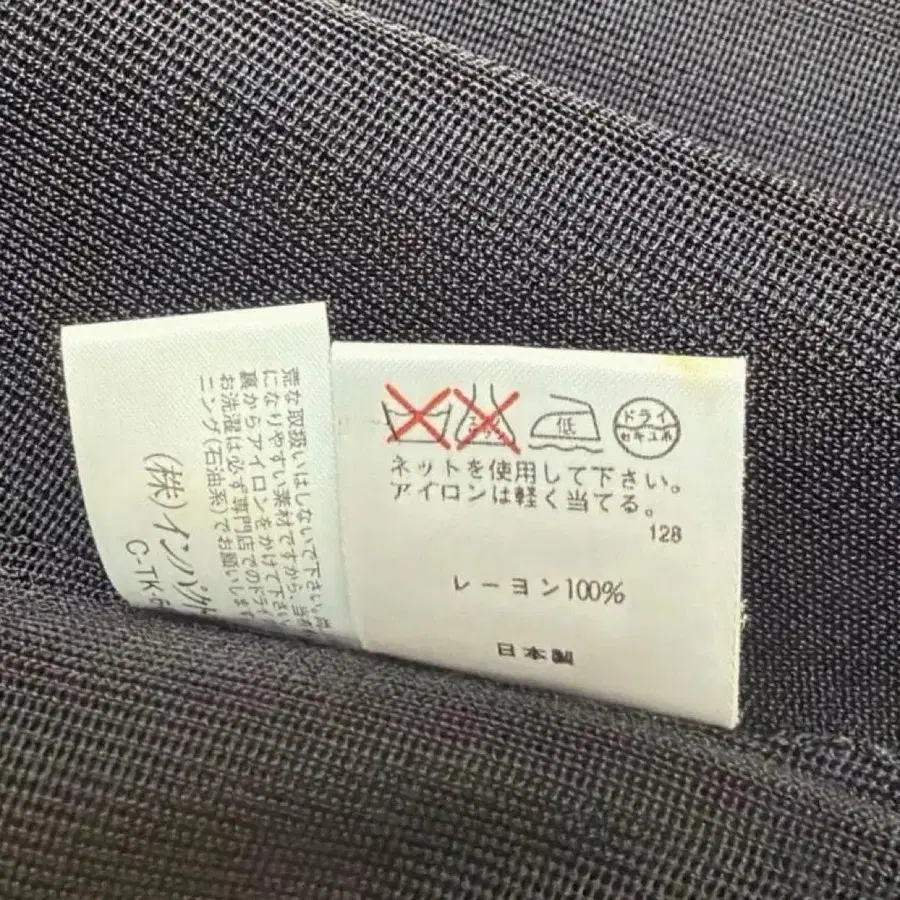 荒な取扱いはしないで下さい。
になりやすい素材ですから、当
裏からアイロンをかけて下さい
お洗濯は必ず専門店でのドライ
ニング(石油系)でお願いします
(株)イン
C-TK-
低
ドライ
セキユ系
ネットを使用して下さい。
アイロンは軽く当てる。
128
レーヨン100%
日本製